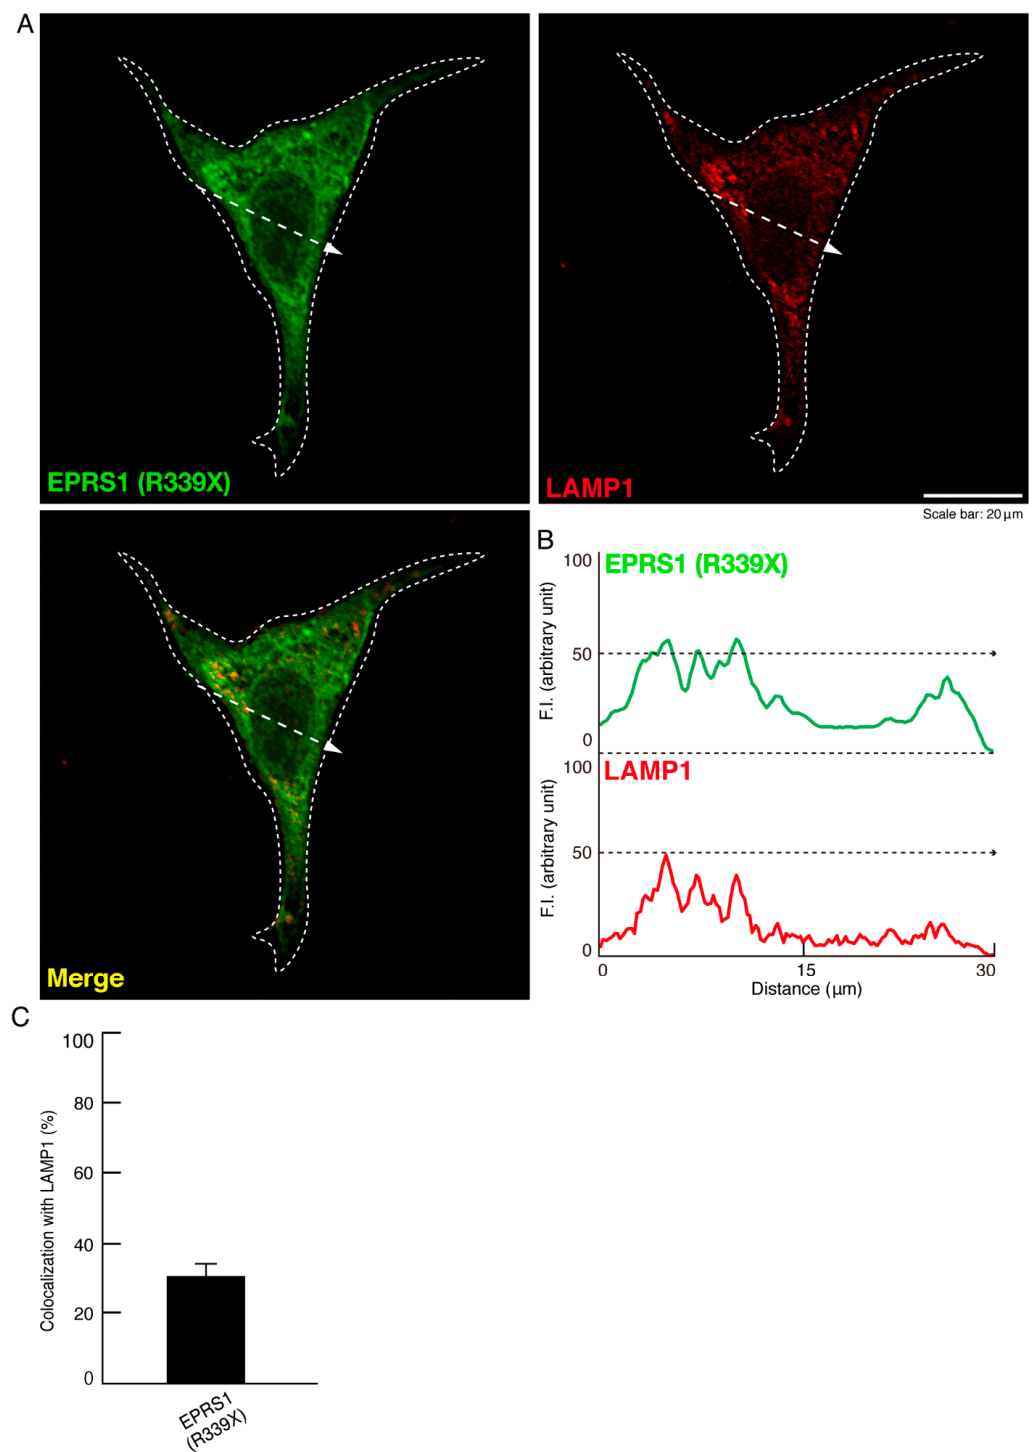 A
EPRS1 (R339X)
LAMP1
Scale bar: 20 µm
Merge
B
100
EPRS1 (R339X)
50
0
F.I. (arbitrary unit)
100
LAMP1
50
0
F.I. (arbitrary unit)
0
15
30
Distance (µm)
C
100
80
60
40
20
0
Colocalization with LAMP1 (%)
EPRS1
(R339X)